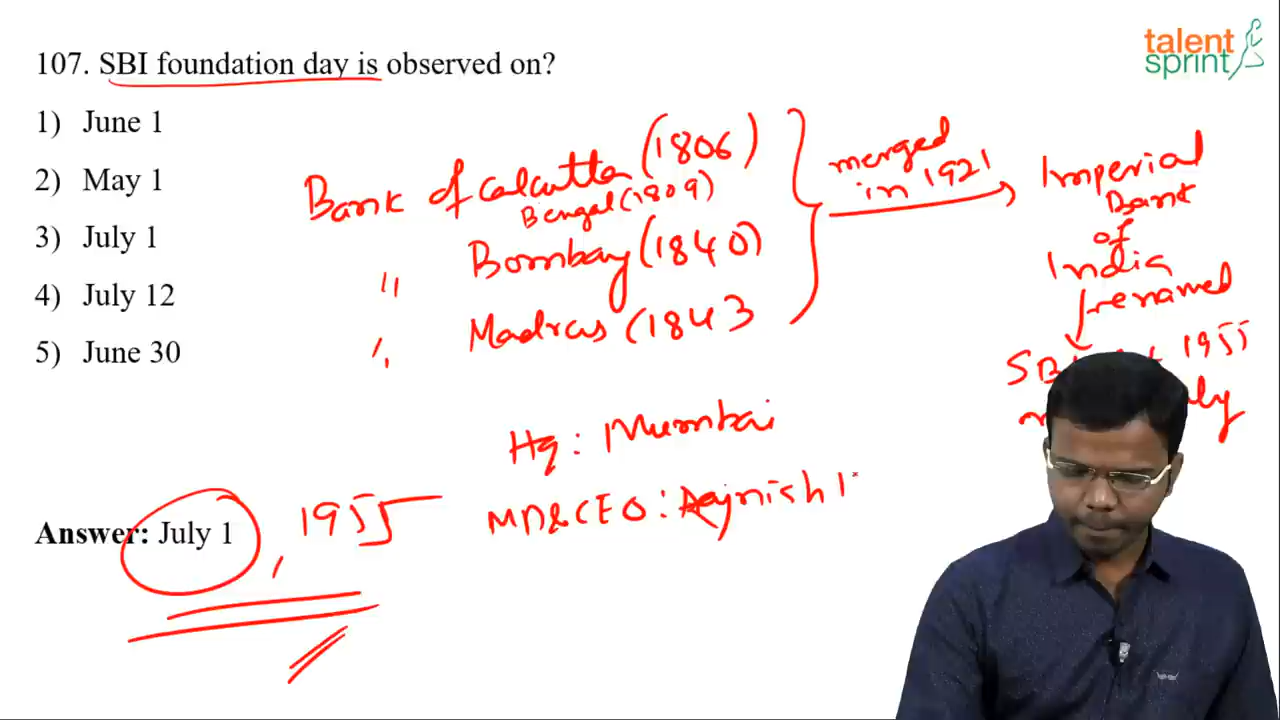 talent
sprint
107. SBI foundation day is observed on?
1) June 1
2) May 1
3) July 1
4) July 12
5) June 30
Bank of Calcutta (1806)
Bengal (1809)
" Bombay (1840)
" Madras (1843
merged
in 1921
Imperial
Bank
of
India
renamed
SB 1955
Hq: Mumbai
MD&CEO: Rajnish
Answer: July 1, 1955